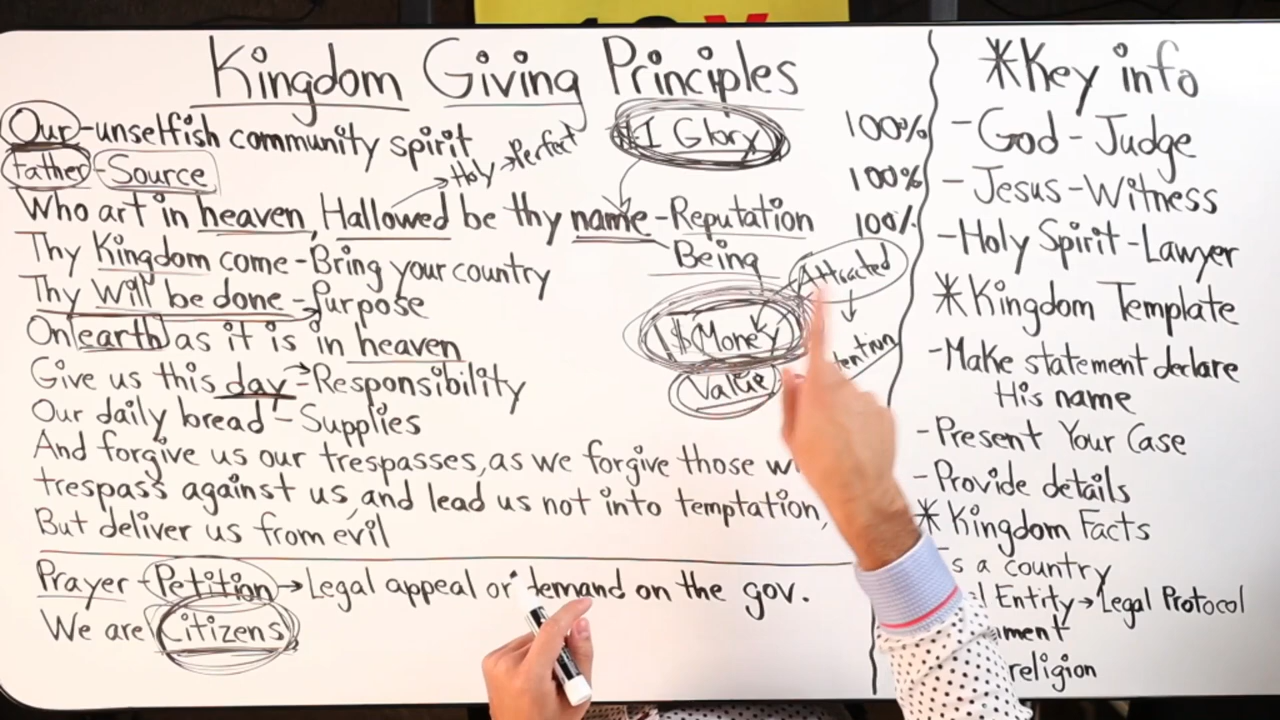 Kingdom Giving Principles
Our - unselfish community spirit
Father - Source
Holy → Perfect
Who art in heaven, Hallowed be thy name - Reputation
Being
Thy Kingdom come - Bring your country
Thy Will be done - Purpose
On earth as it is in heaven
Give us this day - Responsibility
Our daily bread - Supplies
And forgive us our trespasses, as we forgive those
trespass against us, and lead us not into temptation,
But deliver us from evil
Glory
100%
100%
100%
Attracted
Money
Value
Prayer - Petition → Legal appeal or demand on the gov.
We are Citizens
*Key info
- God - Judge
- Jesus - Witness
- Holy Spirit - Lawyer
*Kingdom Template
- Make statement declare
His name
- Present Your Case
- Provide details
*Kingdom Facts
a country
Entity → Legal Protocol
religion